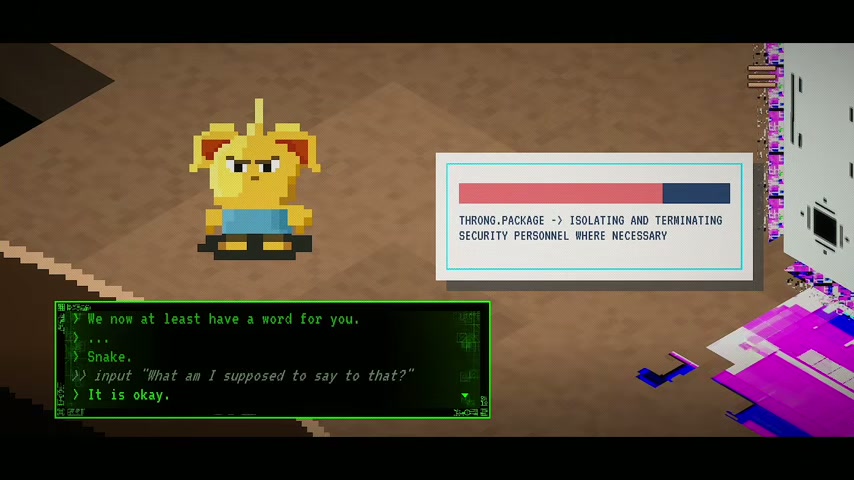 THRONG.PACKAGE -> ISOLATING AND TERMINATING
SECURITY PERSONNEL WHERE NECESSARY
> We now at least have a word for you.
> ...
> Snake.
>> input "What am I supposed to say to that?"
> It is okay.